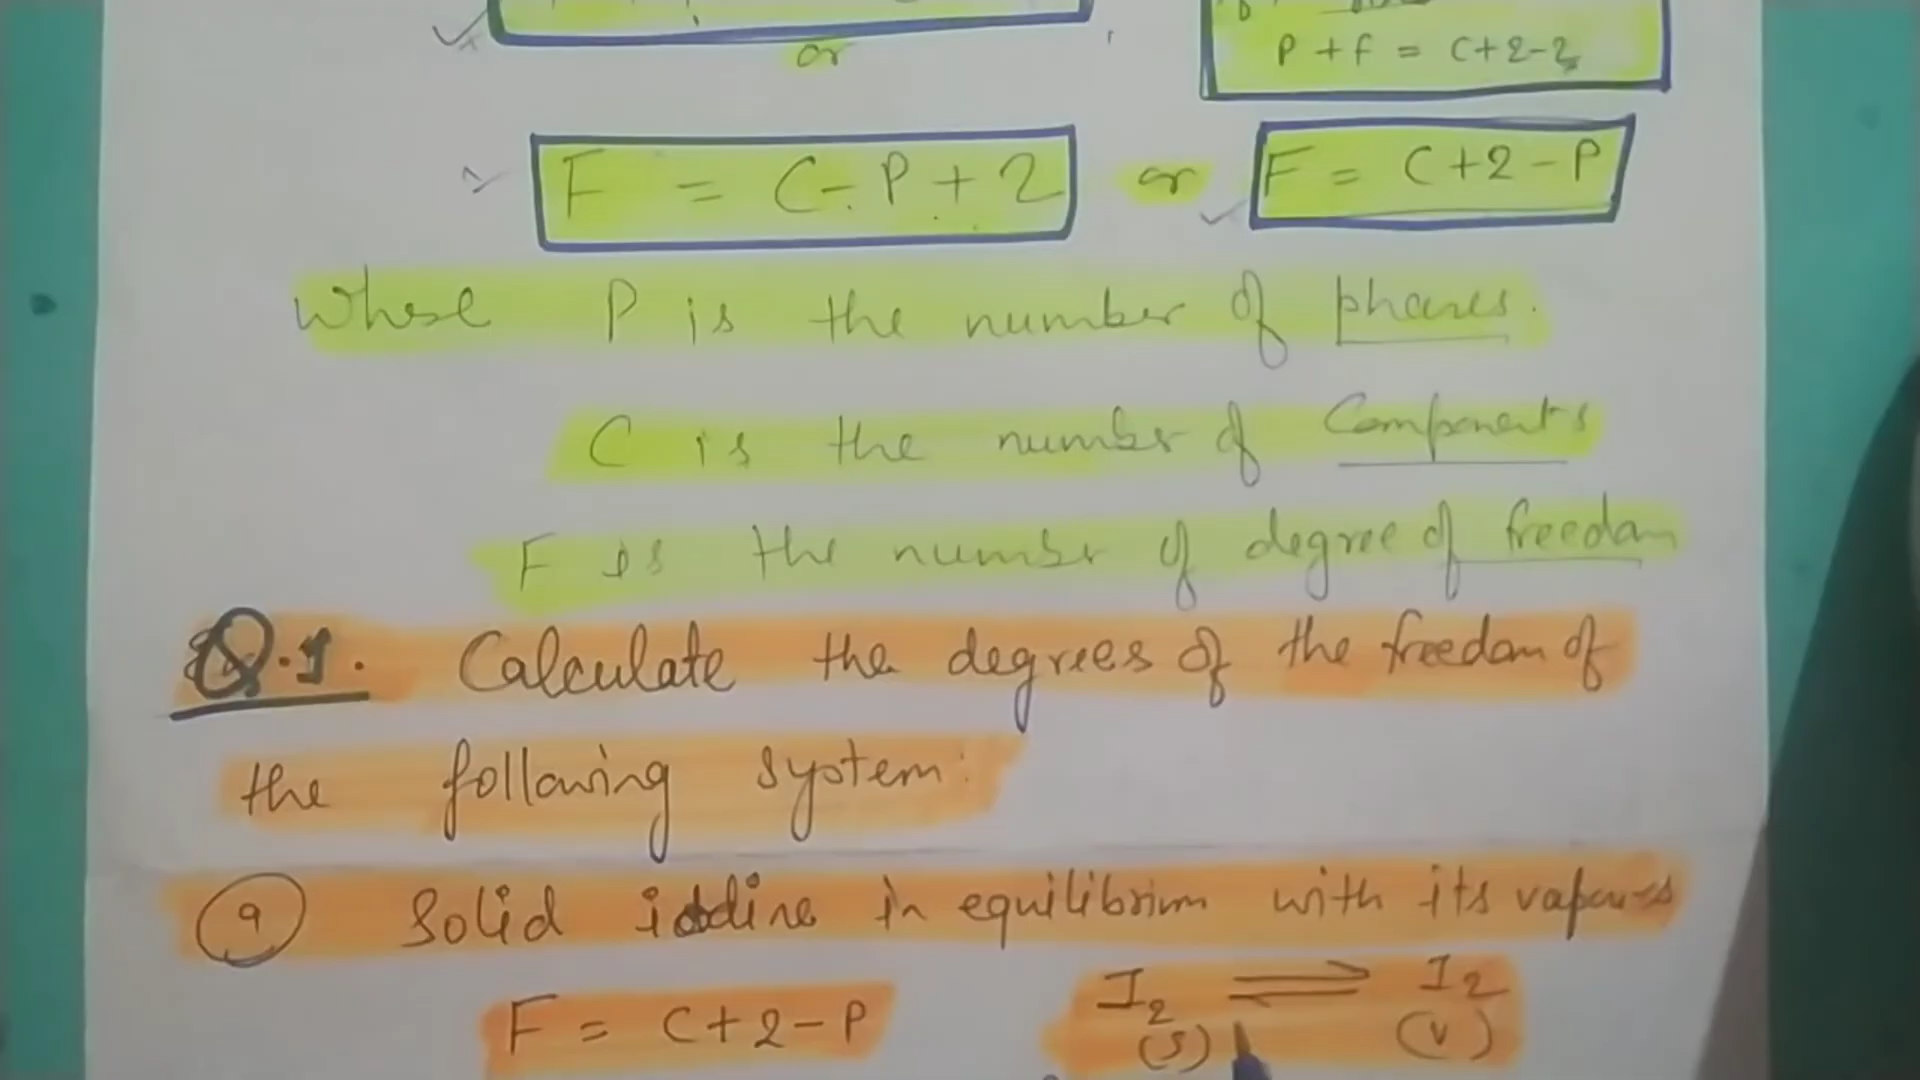 or
P + F = C+2-2
F = C-P+2 or F = C+2-P
Where P is the number of phases.
C is the number of Components
F is the number of degree of freedom
Q.1. Calculate the degrees of the freedom of
the following system:
a Solid iodine in equilibrium with its vapours
F = C+2-P I2 (S) ⇌ I2 (V)